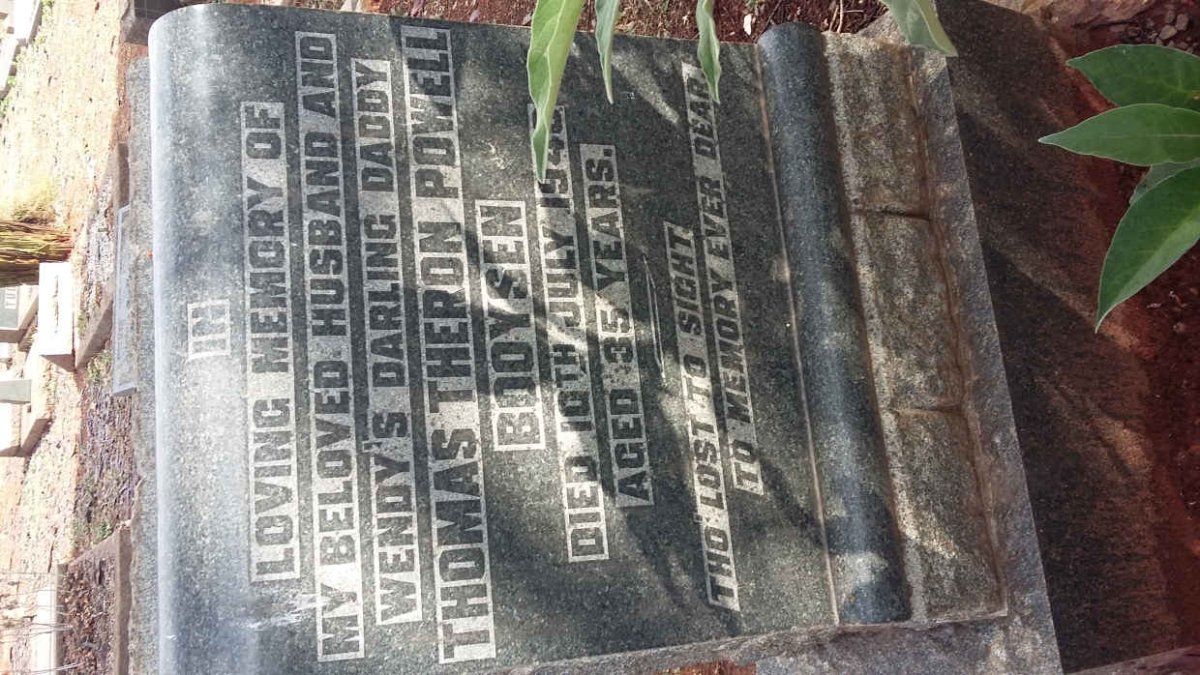 IN
LOVING MEMORY OF
MY BELOVED HUSBAND AND
WENDY'S DARLING DADDY
THOMAS THERON POWELL
BOOYSEN
DIED 10TH JULY
AGED 35 YEARS.
THO' LOST TO SIGHT
TO MEMORY EVER DEAR